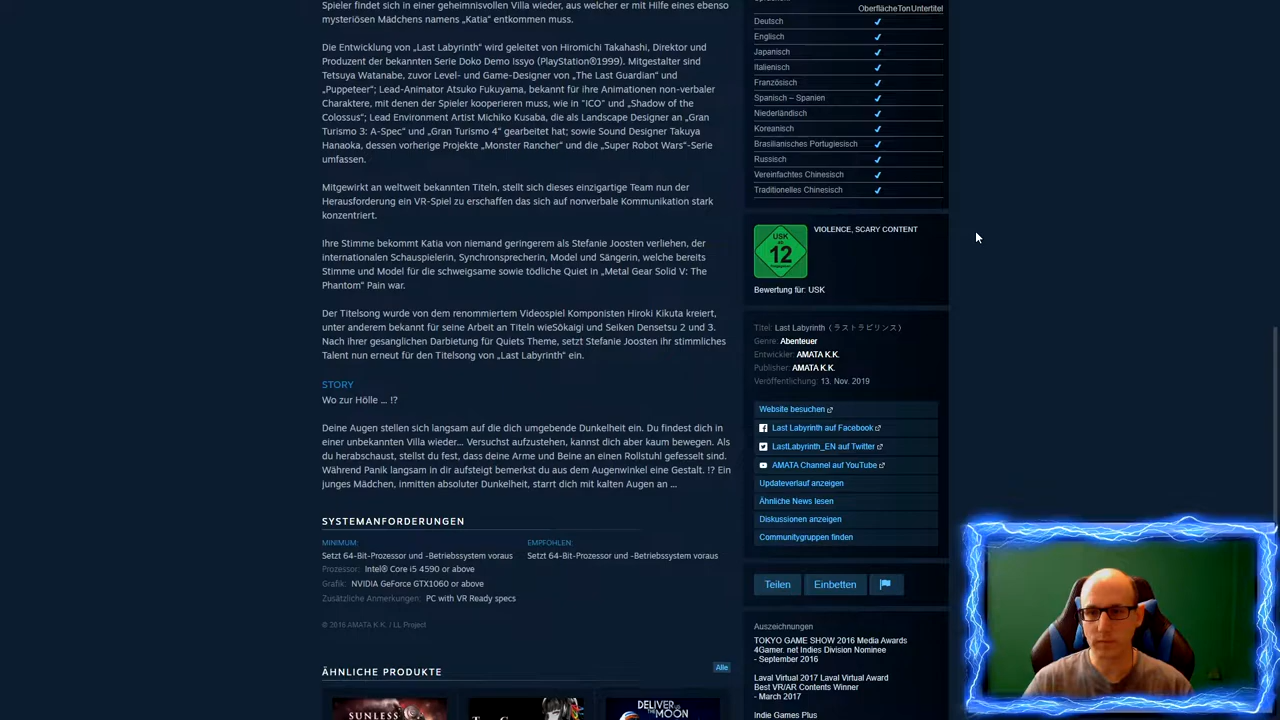 Spieler findet sich in einer geheimnisvollen Villa wieder, aus welcher er mit Hilfe eines ebenso
mysteriösen Mädchens namens „Katia“ entkommen muss.
Die Entwicklung von „Last Labyrinth“ wird geleitet von Hiromichi Takahashi, Direktor und
Produzent der bekannten Serie Doko Demo Issyo (PlayStation®1999). Mitgestalter sind
Tetsuya Watanabe, zuvor Level- und Game-Designer von „The Last Guardian“ und
„Puppeteer“; Lead-Animator Atsuko Fukuyama, bekannt für ihre Animationen non-verbaler
Charaktere, mit denen der Spieler kooperieren muss, wie in “ICO” und „Shadow of the
Colossus“; Lead Environment Artist Michiko Kusaba, die als Landscape Designer an „Gran
Turismo 3: A-Spec“ und „Gran Turismo 4“ gearbeitet hat; sowie Sound Designer Takuya
Hanaoka, dessen vorherige Projekte „Monster Rancher“ und die „Super Robot Wars“-Serie
umfassen.
Mitgewirkt an weltweit bekannten Titeln, stellt sich dieses einzigartige Team nun der
Herausforderung ein VR-Spiel zu erschaffen das sich auf nonverbale Kommunikation stark
konzentriert.
Ihre Stimme bekommt Katia von niemand geringerem als Stefanie Joosten verliehen, der
internationalen Schauspielerin, Synchronsprecherin, Model und Sängerin, welche bereits
Stimme und Model für die schweigsame sowie tödliche Quiet in „Metal Gear Solid V: The
Phantom“ Pain war.
Der Titelsong wurde von dem renommiertem Videospiel Komponisten Hiroki Kikuta kreiert,
unter anderem bekannt für seine Arbeit an Titeln wieSôkaigi und Seiken Densetsu 2 und 3.
Nach ihrer gesanglichen Darbietung für Quiets Theme, setzt Stefanie Joosten ihr stimmliches
Talent nun erneut für den Titelsong von „Last Labyrinth“ ein.
STORY
Wo zur Hölle ... !?
Deine Augen stellen sich langsam auf die dich umgebende Dunkelheit ein. Du findest dich in
einer unbekannten Villa wieder... Versuchst aufzustehen, kannst dich aber kaum bewegen. Als
du herabschaust, stellst du fest, dass deine Arme und Beine an einen Rollstuhl gefesselt sind.
Während Panik langsam in dir aufsteigt bemerkst du aus dem Augenwinkel eine Gestalt. !? Ein
junges Mädchen, inmitten absoluter Dunkelheit, starrt dich mit kalten Augen an ...
SYSTEMANFORDERUNGEN
MINIMUM:
Setzt 64-Bit-Prozessor und -Betriebssystem voraus
Prozessor: Intel® Core i5 4590 or above
Grafik: NVIDIA GeForce GTX1060 or above
Zusätzliche Anmerkungen: PC with VR Ready specs
EMPFOHLEN:
Setzt 64-Bit-Prozessor und -Betriebssystem voraus
© 2016 AMATA K.K. / LL Project
ÄHNLICHE PRODUKTE
Alle
SUNLESS
DELIVER US
THE MOON
OberflächeTonUntertitel
Deutsch ✔
Englisch ✔
Japanisch ✔
Italienisch ✔
Französisch ✔
Spanisch – Spanien ✔
Niederländisch ✔
Koreanisch ✔
Brasilianisches Portugiesisch ✔
Russisch ✔
Vereinfachtes Chinesisch ✔
Traditionelles Chinesisch ✔
USK
12
VIOLENCE, SCARY CONTENT
Bewertung für: USK
Titel: Last Labyrinth（ラストラビリンス）
Genre: Abenteuer
Entwickler: AMATA K.K.
Publisher: AMATA K.K.
Veröffentlichung: 13. Nov. 2019
Website besuchen
Last Labyrinth auf Facebook
LastLabyrinth_EN auf Twitter
AMATA Channel auf YouTube
Updateverlauf anzeigen
Ähnliche News lesen
Diskussionen anzeigen
Communitygruppen finden
Teilen
Einbetten
Auszeichnungen
TOKYO GAME SHOW 2016 Media Awards
4Gamer. net Indies Division Nominee
- September 2016
Laval Virtual 2017 Laval Virtual Award
Best VR/AR Contents Winner
- March 2017
Indie Games Plus